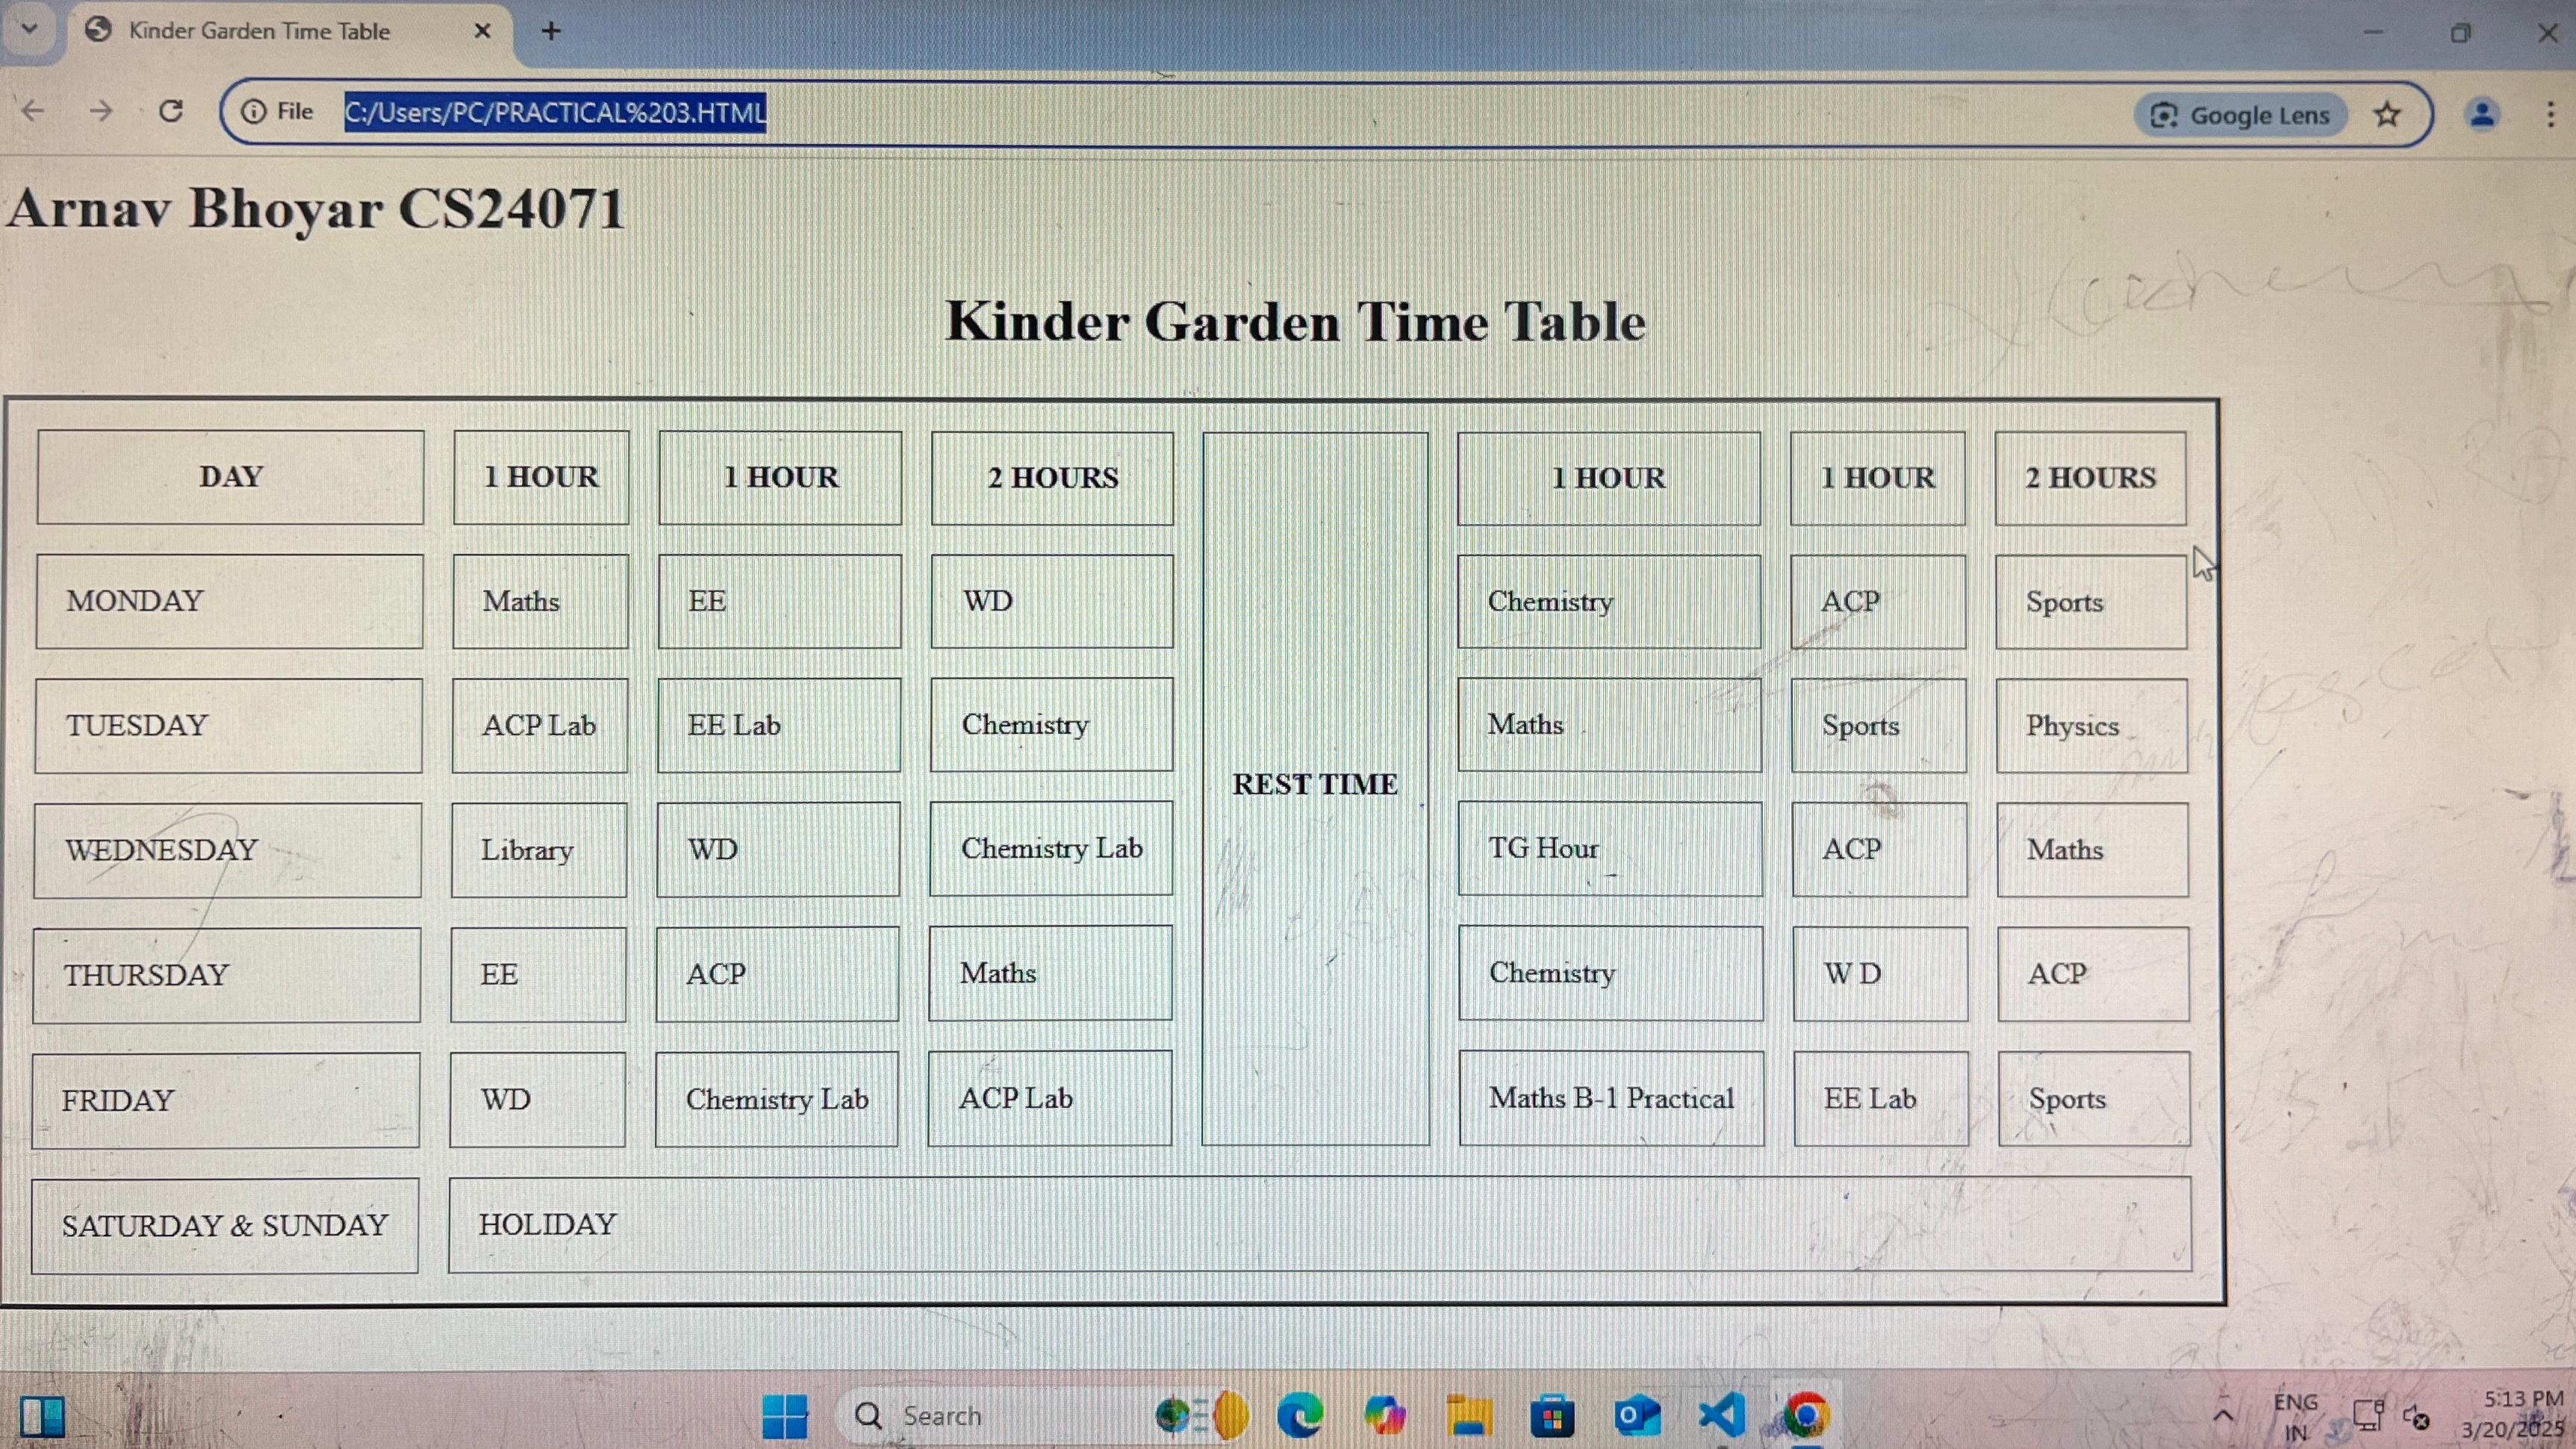 Kinder Garden Time Table
File C:/Users/PC/PRACTICAL%203.HTML Google Lens
Arnav Bhoyar CS24071
Kinder Garden Time Table
DAY 1 HOUR 1 HOUR 2 HOURS REST TIME 1 HOUR 1 HOUR 2 HOURS
MONDAY Maths EE WD Chemistry ACP Sports
TUESDAY ACP Lab EE Lab Chemistry Maths Sports Physics
WEDNESDAY Library WD Chemistry Lab TG Hour ACP Maths
THURSDAY EE ACP Maths Chemistry W D ACP
FRIDAY WD Chemistry Lab ACP Lab Maths B-1 Practical EE Lab Sports
SATURDAY & SUNDAY HOLIDAY
Search ENG 5:13 PM
IN 3/20/2025